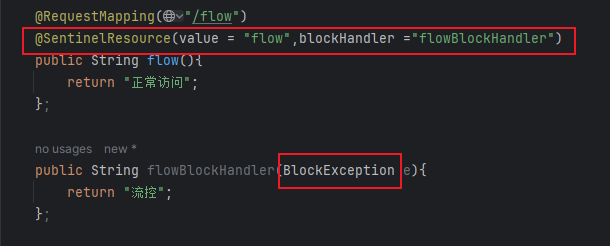 @RequestMapping("/flow")
@SentinelResource(value = "flow",blockHandler ="flowBlockHandler")
public String flow(){
return "正常访问";
};
no usages new *
public String flowBlockHandler(BlockException e){
return "流控";
};